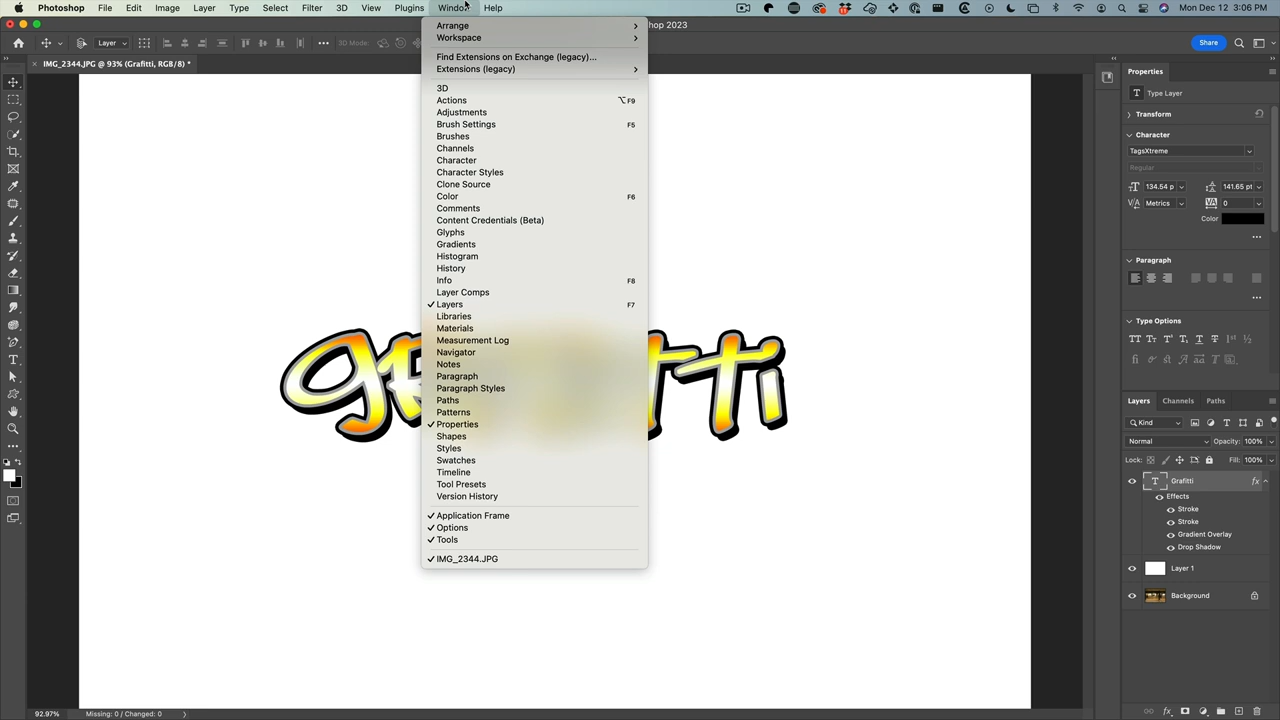 Photoshop File Edit Image Layer Type Select Filter 3D View Plugins Window Help Mon Dec 12 3:06 PM
hop 2023
Layer 3D Mode: Share
IMG_2344.JPG @ 93% (Grafitti, RGB/8) *
Arrange
Workspace
Find Extensions on Exchange (legacy)...
Extensions (legacy)
3D
Actions ⌥F9
Adjustments
Brush Settings F5
Brushes
Channels
Character
Character Styles
Clone Source
Color F6
Comments
Content Credentials (Beta)
Glyphs
Gradients
Histogram
History
Info F8
Layer Comps
Layers F7
Libraries
Materials
Measurement Log
Navigator
Notes
Paragraph
Paragraph Styles
Paths
Patterns
Properties
Shapes
Styles
Swatches
Timeline
Tool Presets
Version History
Application Frame
Options
Tools
IMG_2344.JPG
Properties
T Type Layer
Transform
Character
TagsXtreme
Regular
134.54 p 141.65 pt
Metrics 0
Color
Paragraph
Type Options
Layers Channels Paths
Kind
Normal Opacity: 100%
Lock: Fill: 100%
T Grafitti fx
Effects
Stroke
Stroke
Gradient Overlay
Drop Shadow
Layer 1
Background
92.97% Missing: 0 / Changed: 0